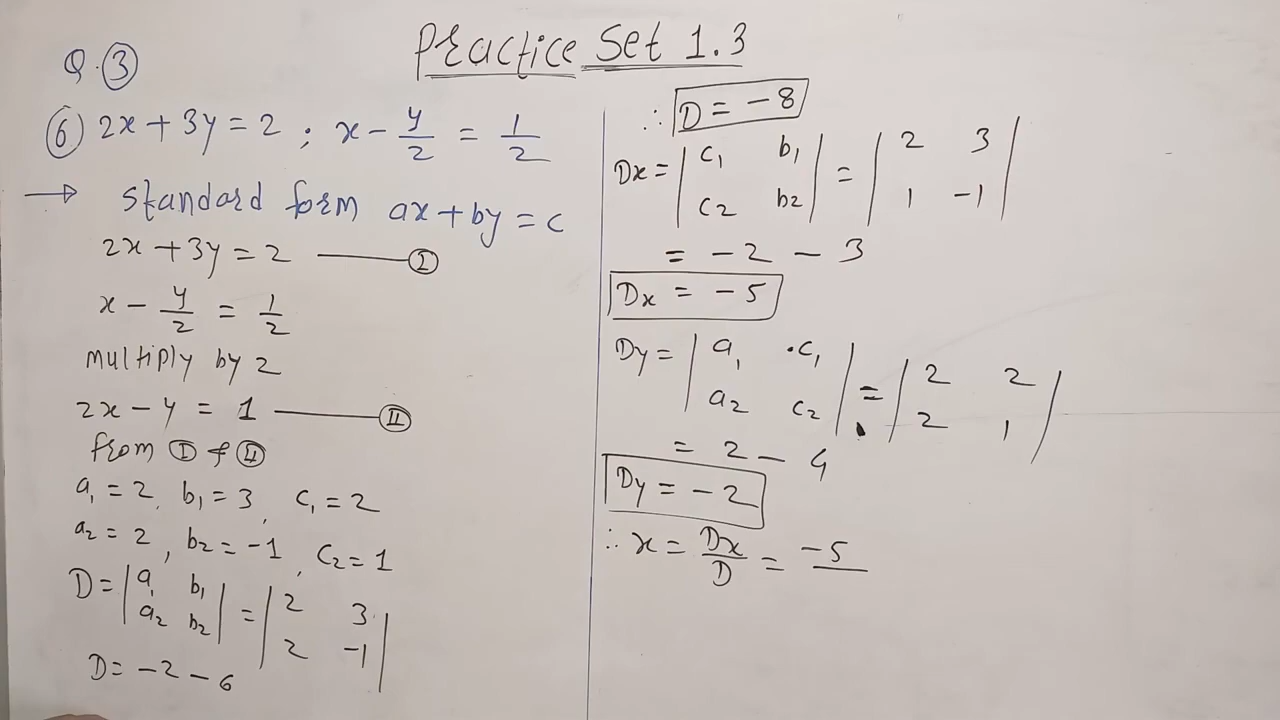 Practice Set 1.3
Q.③
⑥ 2x + 3y = 2 ; x - y/2 = 1/2
→ standard form ax + by = c
2x + 3y = 2 —— Ⓘ
x - y/2 = 1/2
multiply by 2
2x - y = 1 —— ⓘⓘ
from Ⓘ & ⓘⓘ
a₁ = 2, b₁ = 3, c₁ = 2
a₂ = 2, b₂ = -1, c₂ = 1
D = | a₁ b₁ | = | 2 3 |
| a₂ b₂ | | 2 -1 |
D = -2 - 6
∴ D = -8
Dx = | c₁ b₁ | = | 2 3 |
| c₂ b₂ | | 1 -1 |
= -2 - 3
Dx = -5
Dy = | a₁ c₁ | = | 2 2 |
| a₂ c₂ | | 2 1 |
= 2 - 4
Dy = -2
∴ x = Dx/D = -5/